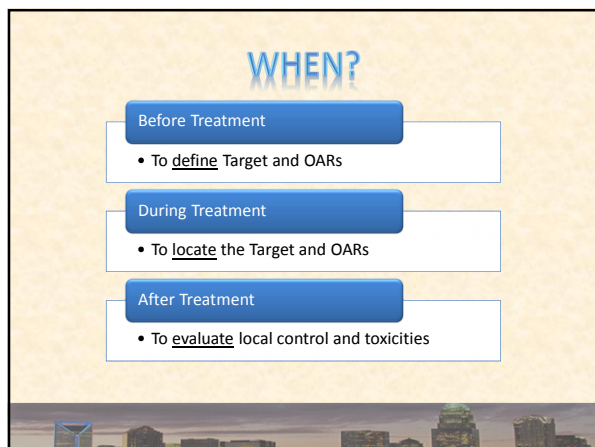 WHEN?
Before Treatment
• To define Target and OARs
During Treatment
• To locate the Target and OARs
After Treatment
• To evaluate local control and toxicities